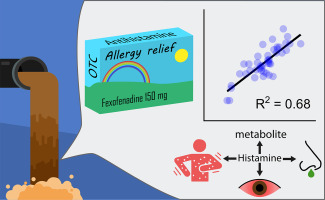 Antihistamine
OTC
Allergy relief
Fexofenadine 150 mg
R² = 0.68
metabolite
Histamine